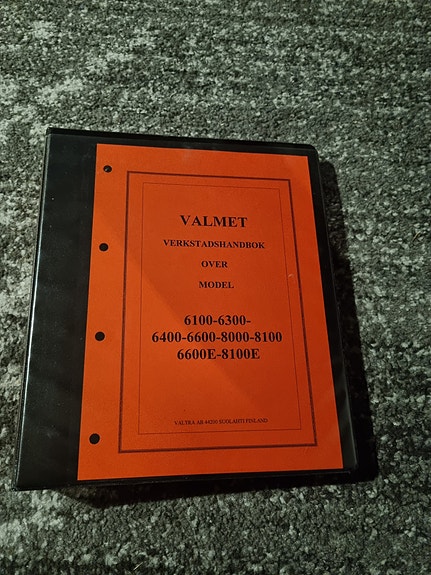 VALMET
VERKSTADSHANDBOK
OVER
MODEL
6100-6300-
6400-6600-8000-8100
6600E-8100E
VALTRA AB 44200 SUOLAHTI FINLAND